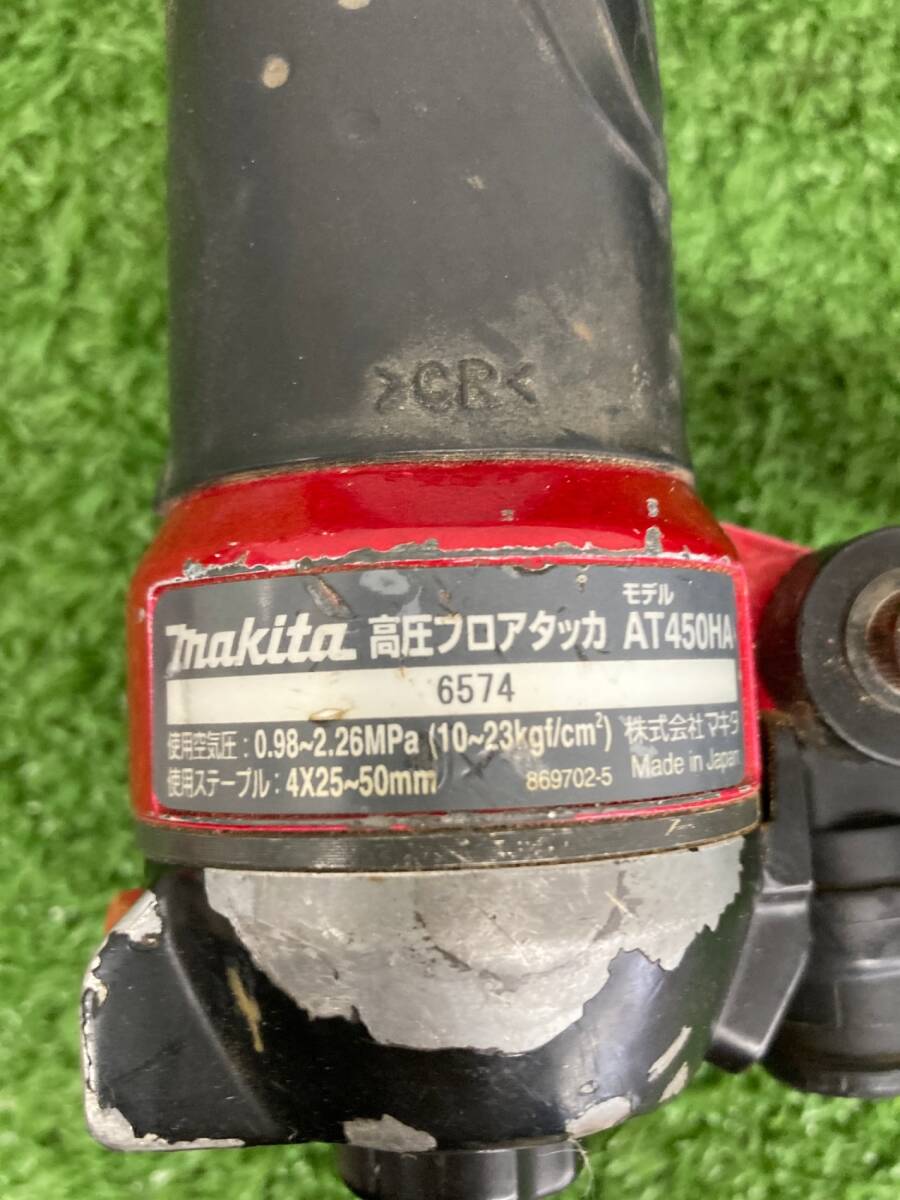 >CR<
makita 高圧フロアタッカ モデル AT450HA
6574
使用空気圧 : 0.98~2.26MPa (10~23kgf/cm²) 株式会社マキタ
使用ステープル : 4X25~50mm 869702-5 Made in Japan